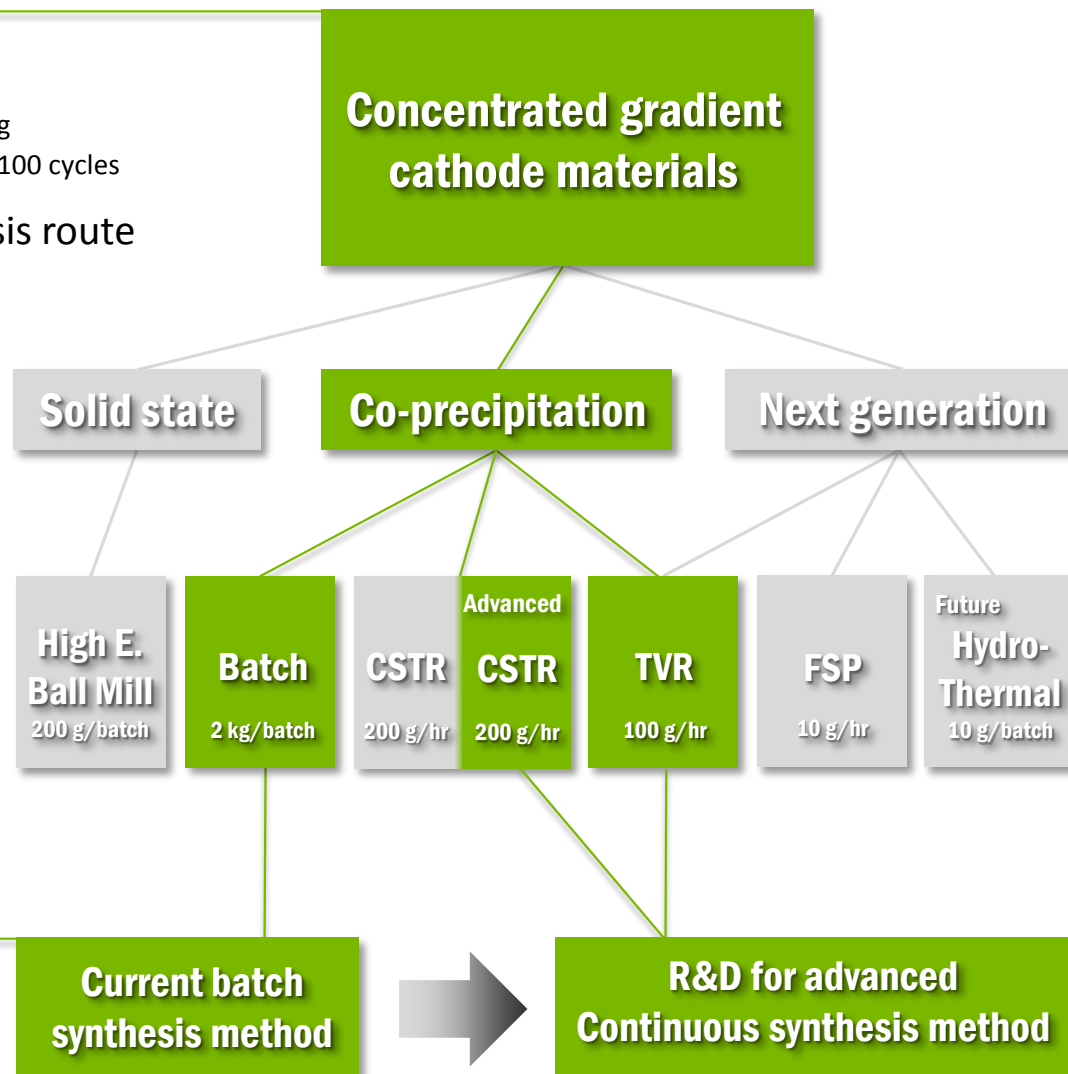 Concentrated gradient
cathode materials
g
100 cycles
sis route
Solid state
Co-precipitation
Next generation
High E.
Ball Mill
200 g/batch
Batch
2 kg/batch
CSTR
200 g/hr
Advanced
CSTR
200 g/hr
TVR
100 g/hr
FSP
10 g/hr
Future
Hydro-
Thermal
10 g/batch
Current batch
synthesis method
R&D for advanced
Continuous synthesis method